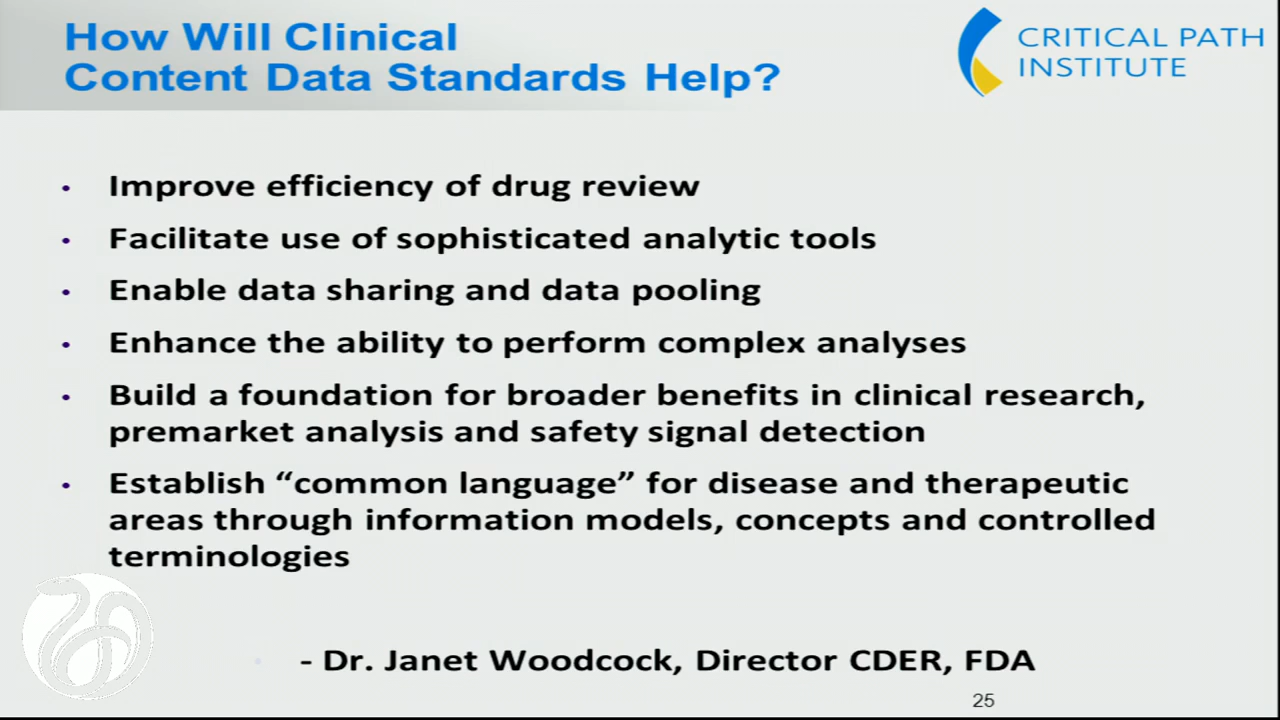 How Will Clinical
Content Data Standards Help?
CRITICAL PATH
INSTITUTE
• Improve efficiency of drug review
• Facilitate use of sophisticated analytic tools
• Enable data sharing and data pooling
• Enhance the ability to perform complex analyses
• Build a foundation for broader benefits in clinical research,
premarket analysis and safety signal detection
• Establish “common language” for disease and therapeutic
areas through information models, concepts and controlled
terminologies
- Dr. Janet Woodcock, Director CDER, FDA
25